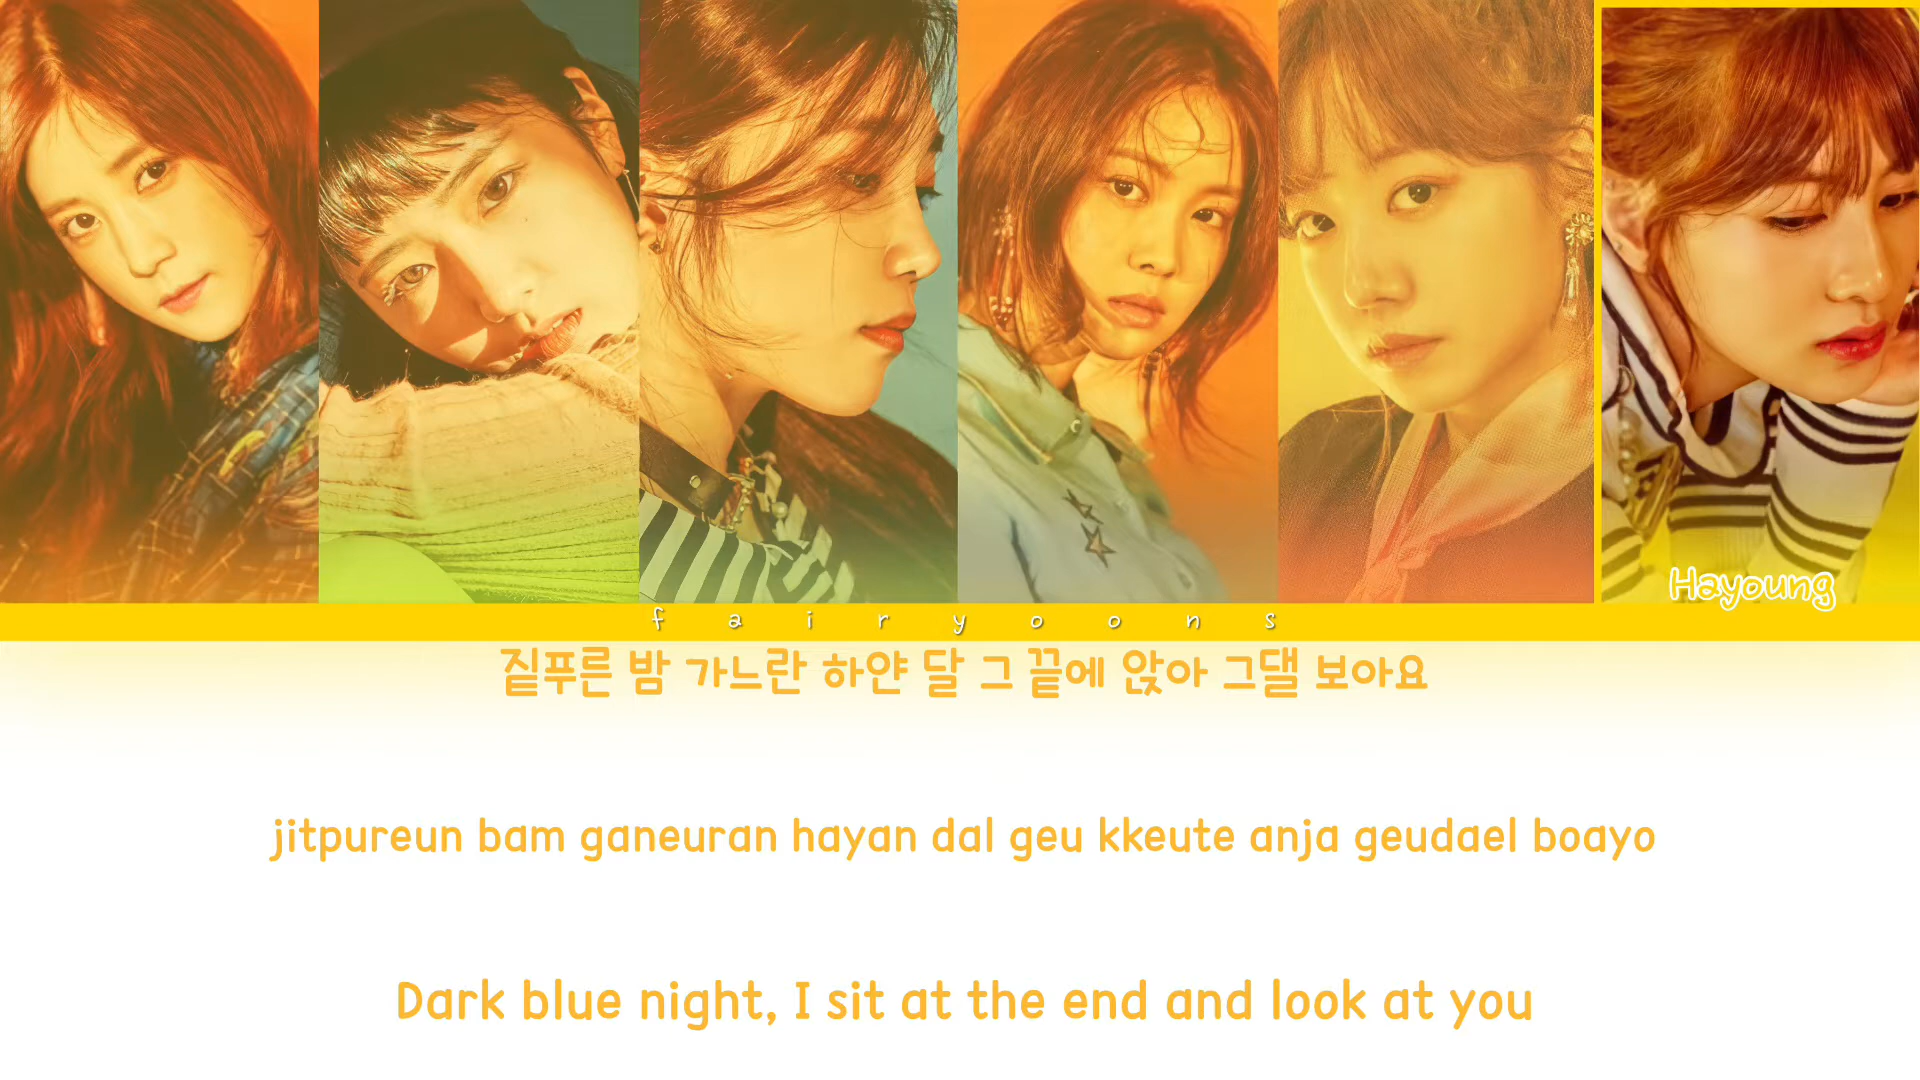 Hayoung
fairyoons
짙푸른 밤 가느란 하얀 달 그 끝에 앉아 그댈 보아요
jitpureun bam ganeuran hayan dal geu kkeute anja geudael boayo
Dark blue night, I sit at the end and look at you